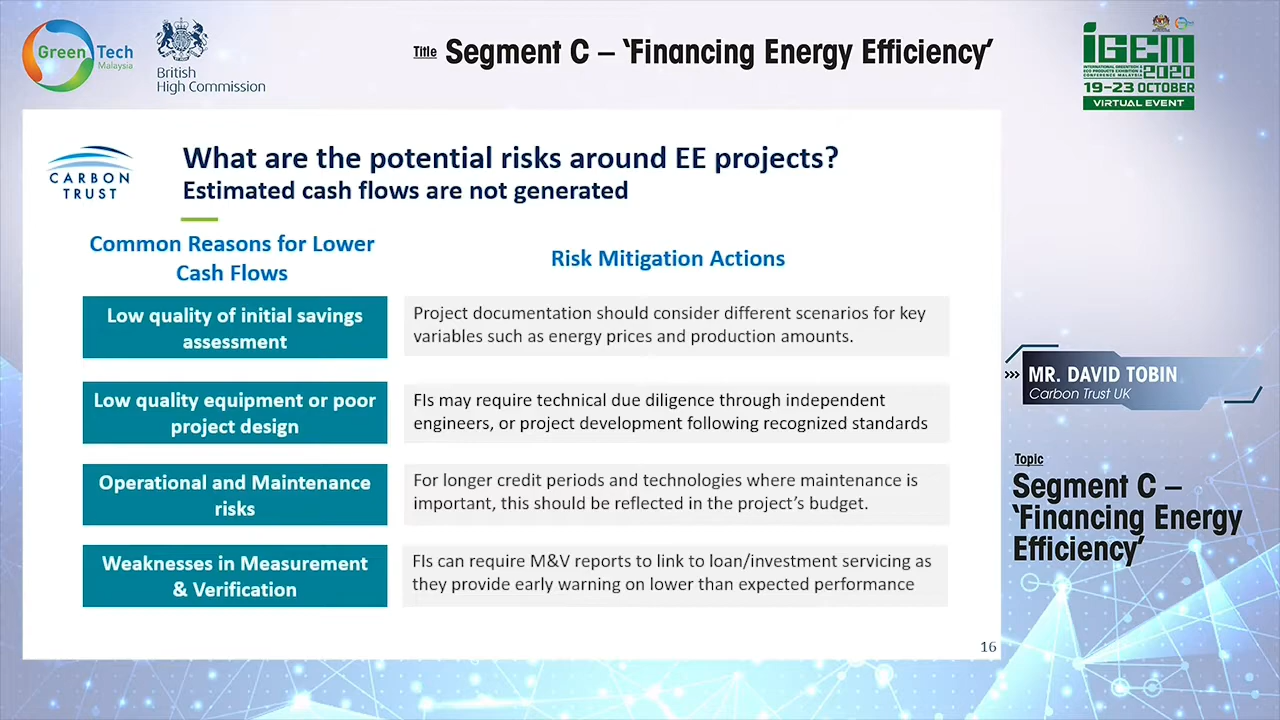 Green Tech
Malaysia
British
High Commission
Title Segment C – ‘Financing Energy Efficiency’
iGEM
INTERNATIONAL GREENTECH &
ECO PRODUCTS EXHIBITION &
CONFERENCE MALAYSIA 2020
19-23 OCTOBER
VIRTUAL EVENT
CARBON
TRUST
What are the potential risks around EE projects?
Estimated cash flows are not generated
Common Reasons for Lower
Cash Flows
Risk Mitigation Actions
Low quality of initial savings
assessment
Project documentation should consider different scenarios for key
variables such as energy prices and production amounts.
Low quality equipment or poor
project design
FIs may require technical due diligence through independent
engineers, or project development following recognized standards
Operational and Maintenance
risks
For longer credit periods and technologies where maintenance is
important, this should be reflected in the project’s budget.
Weaknesses in Measurement
& Verification
FIs can require M&V reports to link to loan/investment servicing as
they provide early warning on lower than expected performance
16
MR. DAVID TOBIN
Carbon Trust UK
Topic
Segment C –
‘Financing Energy
Efficiency’